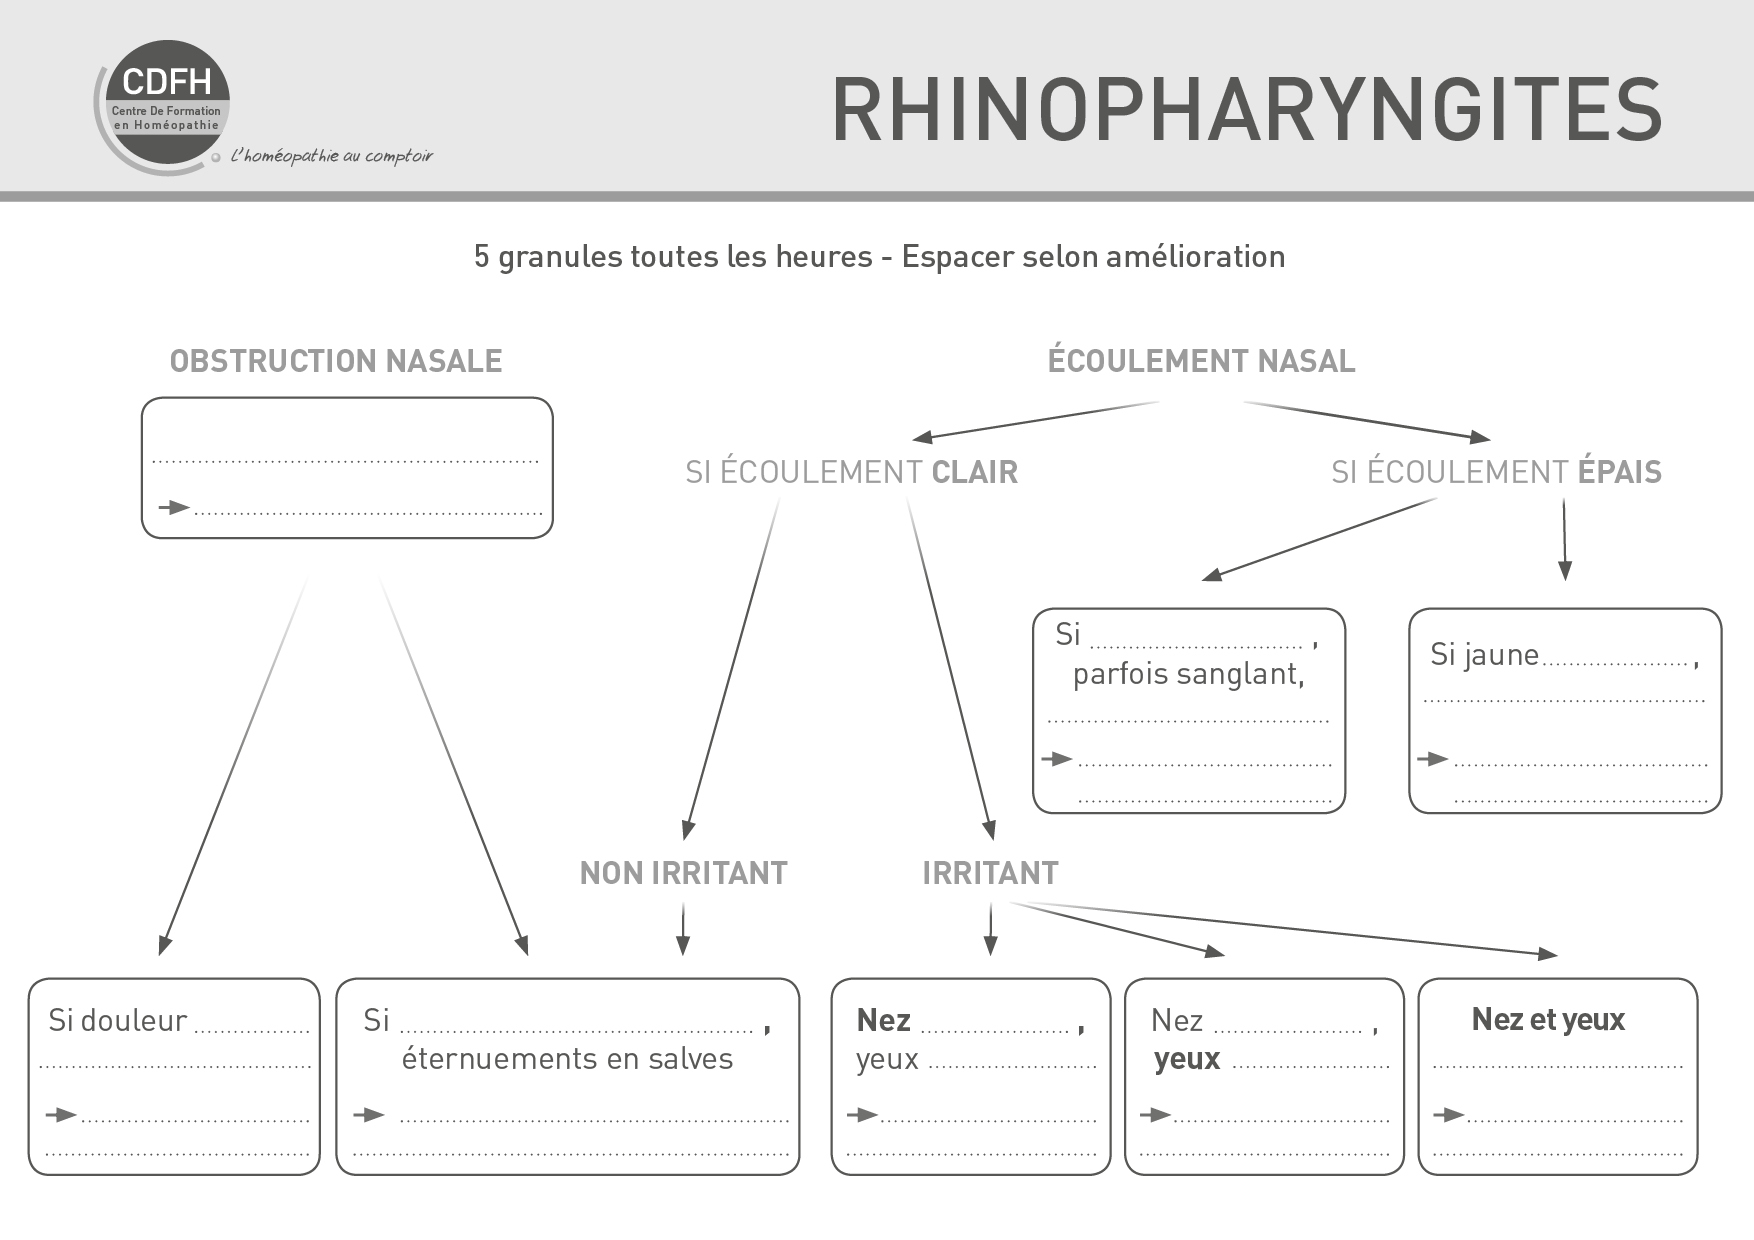 CDFH
Centre De Formation
en Homéopathie
L'homéopathie au comptoir
RHINOPHARYNGITES
5 granules toutes les heures - Espacer selon amélioration
OBSTRUCTION NASALE
ÉCOULEMENT NASAL
SI ÉCOULEMENT CLAIR
SI ÉCOULEMENT ÉPAIS
Si ,
parfois sanglant,
Si jaune ,
NON IRRITANT
IRRITANT
Si douleur
Si ,
éternuements en salves
Nez ,
yeux
Nez ,
yeux
Nez et yeux